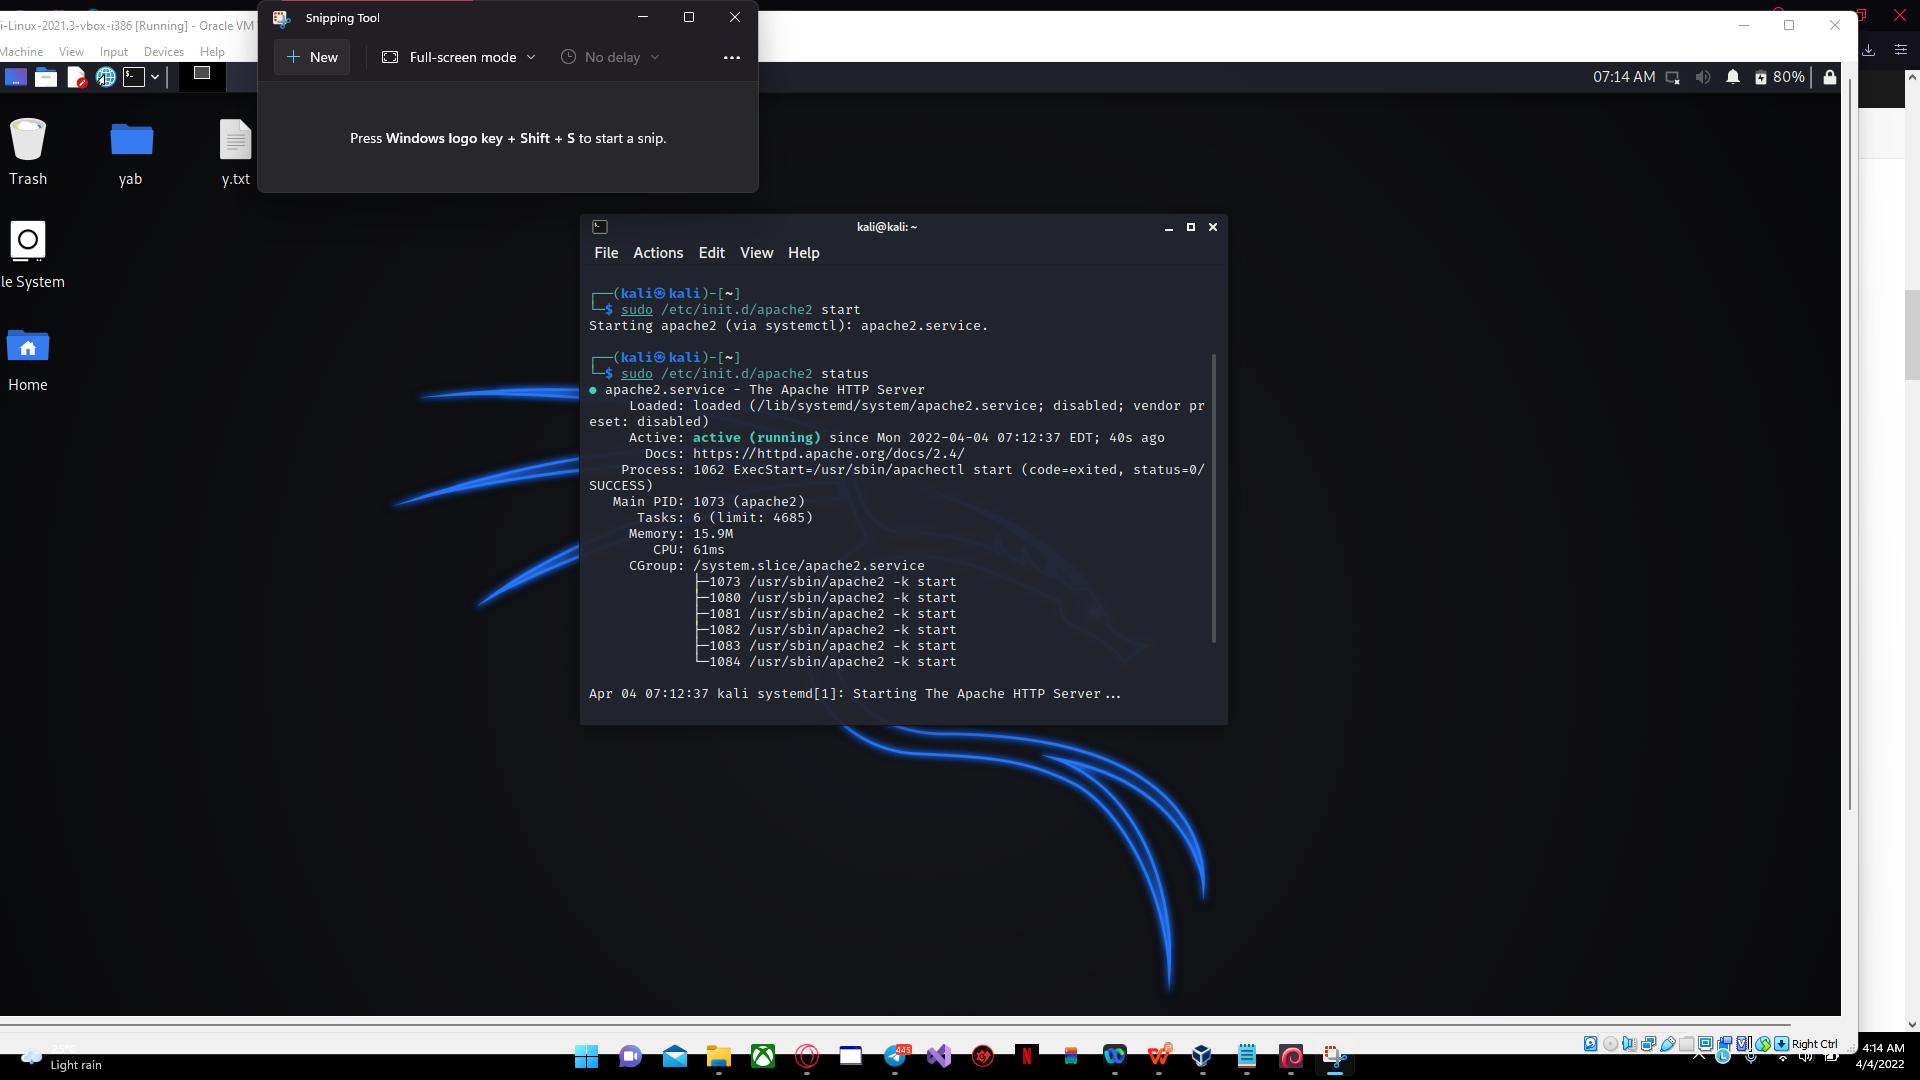 Snipping Tool
i-Linux-2021.3-vbox-i386 [Running] - Oracle VM
Machine View Input Devices Help
New Full-screen mode No delay
07:14 AM 80%
Press Windows logo key + Shift + S to start a snip.
Trash yab y.txt
le System
Home
kali@kali: ~
File Actions Edit View Help
┌──(kali㉿kali)-[~]
└─$ sudo /etc/init.d/apache2 start
Starting apache2 (via systemctl): apache2.service.
┌──(kali㉿kali)-[~]
└─$ sudo /etc/init.d/apache2 status
● apache2.service - The Apache HTTP Server
Loaded: loaded (/lib/systemd/system/apache2.service; disabled; vendor pr
eset: disabled)
Active: active (running) since Mon 2022-04-04 07:12:37 EDT; 40s ago
Docs: https://httpd.apache.org/docs/2.4/
Process: 1062 ExecStart=/usr/sbin/apachectl start (code=exited, status=0/
SUCCESS)
Main PID: 1073 (apache2)
Tasks: 6 (limit: 4685)
Memory: 15.9M
CPU: 61ms
CGroup: /system.slice/apache2.service
├─1073 /usr/sbin/apache2 -k start
├─1080 /usr/sbin/apache2 -k start
├─1081 /usr/sbin/apache2 -k start
├─1082 /usr/sbin/apache2 -k start
├─1083 /usr/sbin/apache2 -k start
└─1084 /usr/sbin/apache2 -k start
Apr 04 07:12:37 kali systemd[1]: Starting The Apache HTTP Server...
Right Ctrl
25°C
Light rain
445
4:14 AM
4/4/2022